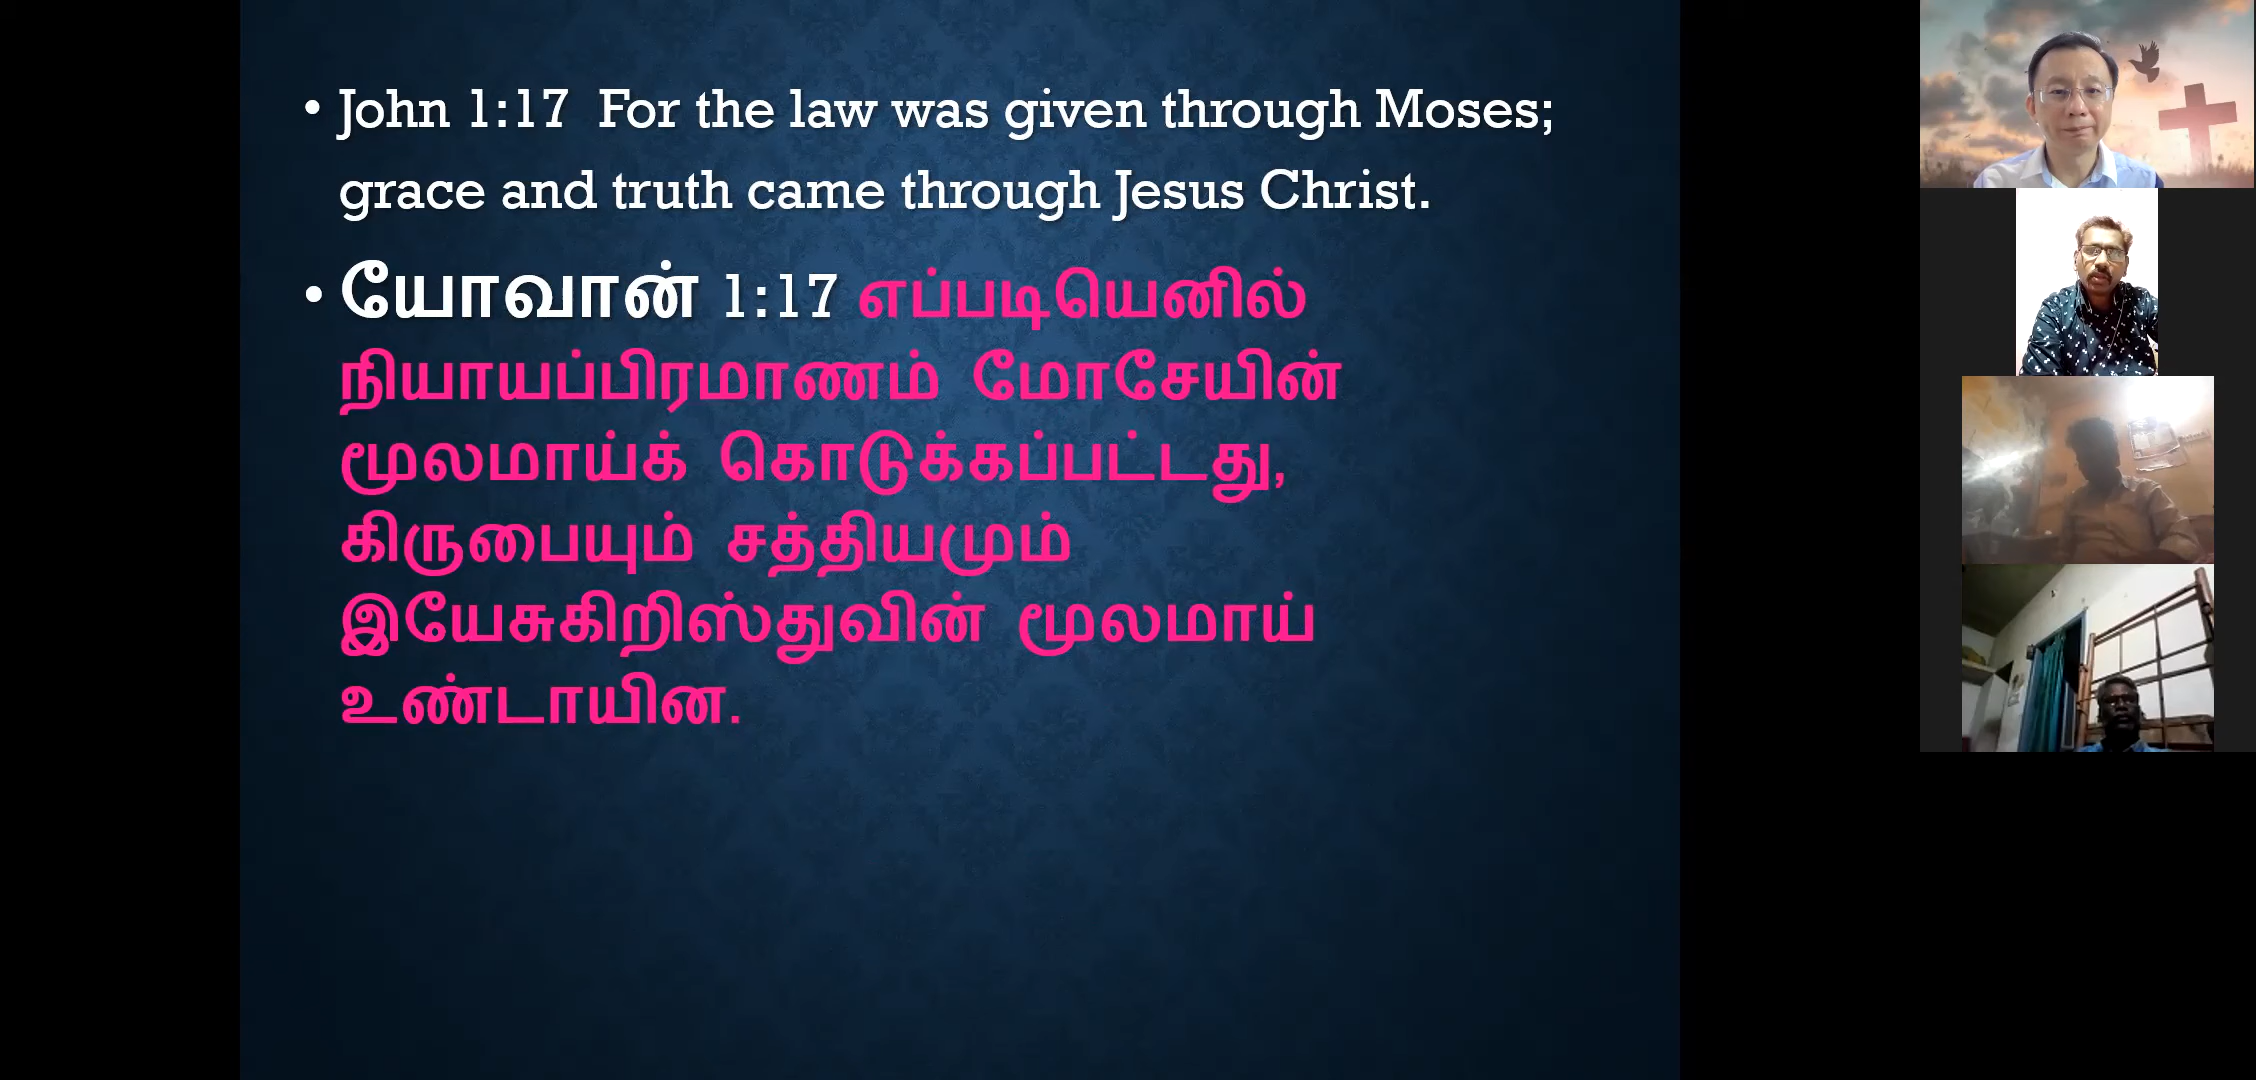 • John 1:17 For the law was given through Moses;
grace and truth came through Jesus Christ.
• யோவான் 1:17 எப்படியெனில்
நியாயப்பிரமாணம் மோசேயின்
மூலமாய்க் கொடுக்கப்பட்டது,
கிருபையும் சத்தியமும்
இயேசுகிறிஸ்துவின் மூலமாய்
உண்டாயின.